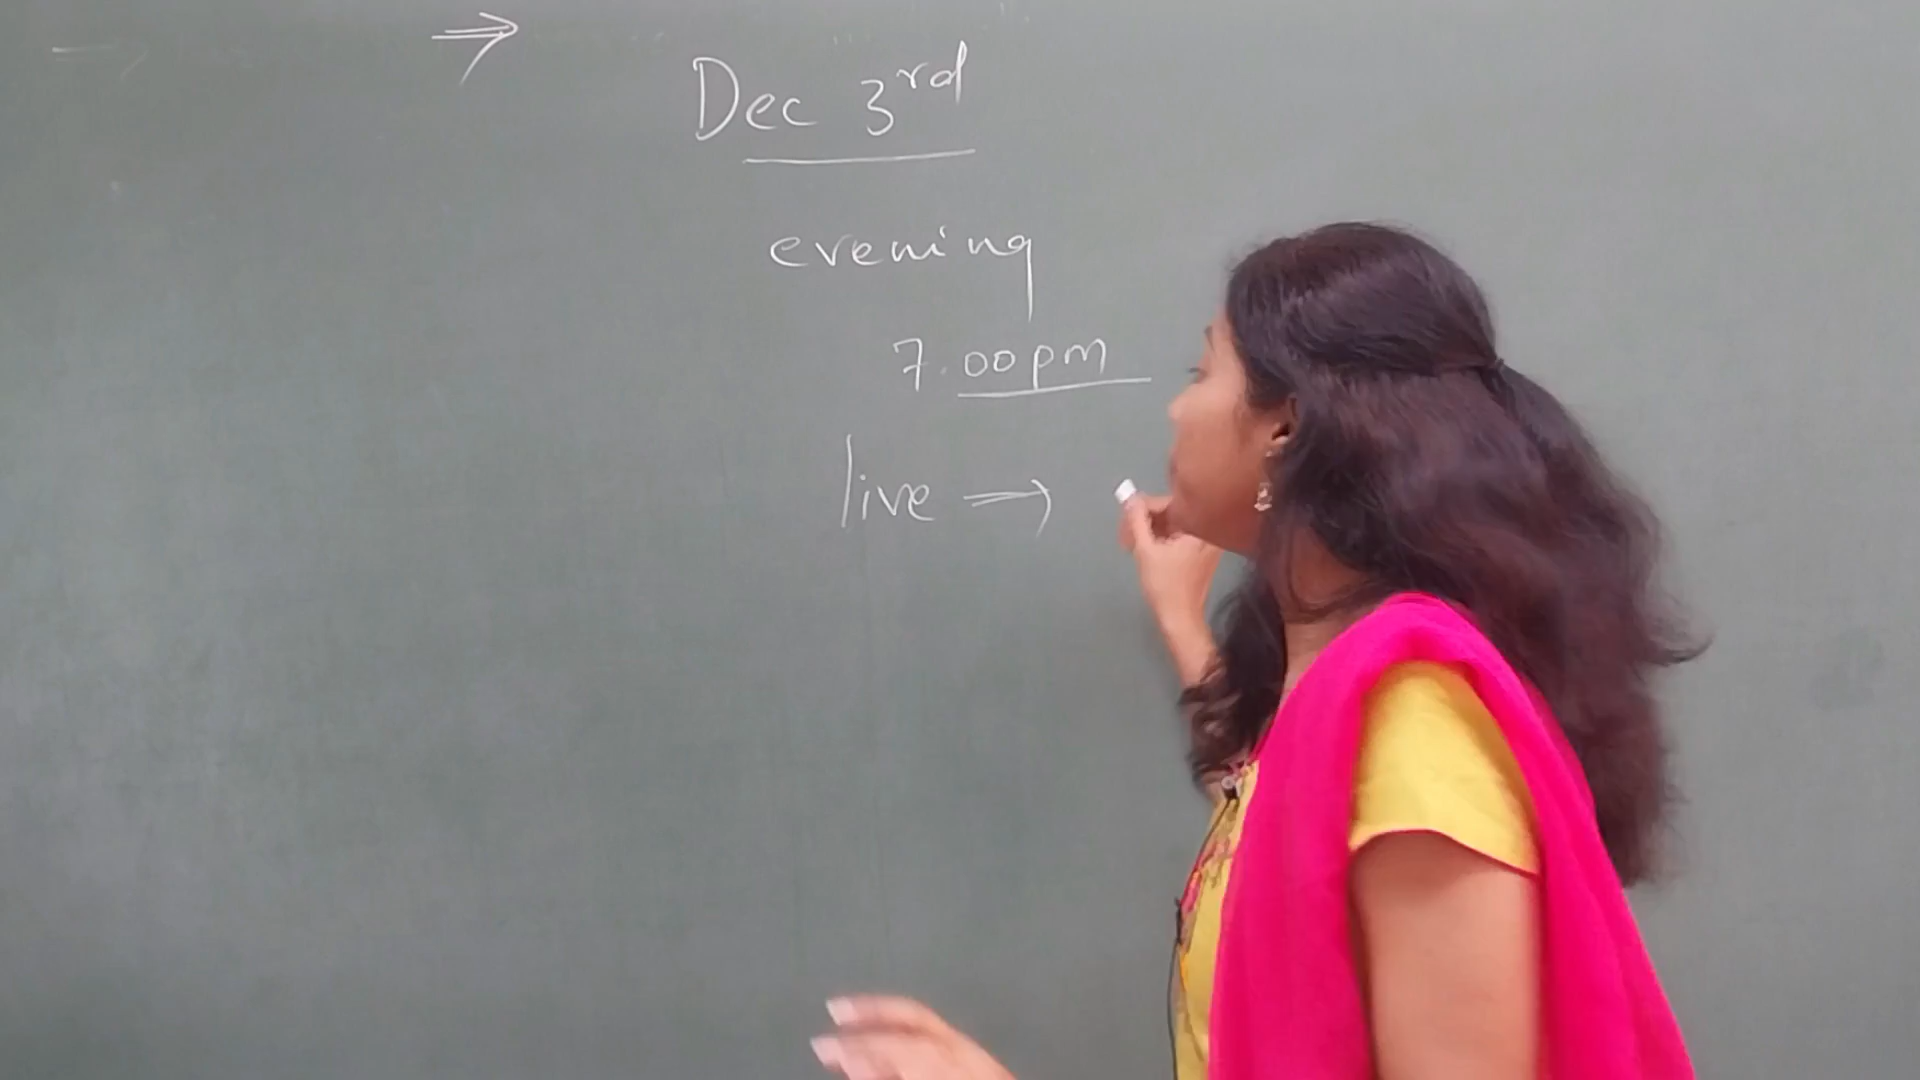 ⇒
Dec 3rd
evening
7.00pm
live ⇒